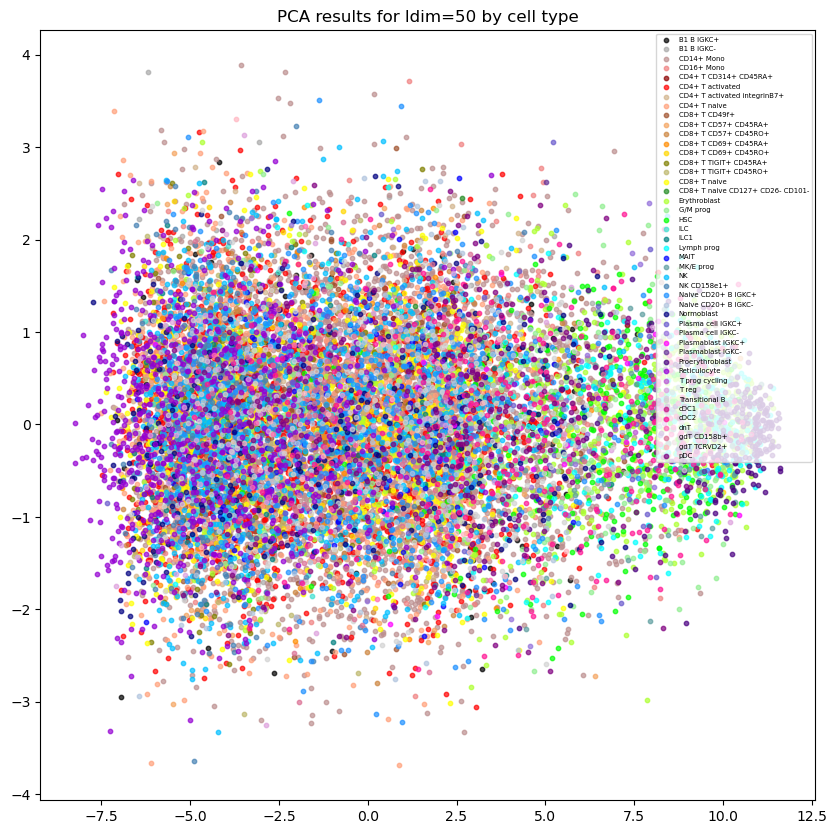 PCA results for ldim=50 by cell type
B1 B IGKC+
B1 B IGKC-
CD14+ Mono
CD16+ Mono
CD4+ T CD314+ CD45RA+
CD4+ T activated
CD4+ T activated integrinB7+
CD4+ T naive
CD8+ T CD49f+
CD8+ T CD57+ CD45RA+
CD8+ T CD57+ CD45RO+
CD8+ T CD69+ CD45RA+
CD8+ T CD69+ CD45RO+
CD8+ T TIGIT+ CD45RA+
CD8+ T TIGIT+ CD45RO+
CD8+ T naive
CD8+ T naive CD127+ CD26- CD101-
Erythroblast
G/M prog
HSC
ILC
ILC1
Lymph prog
MAIT
MK/E prog
NK
NK CD158e1+
Naive CD20+ B IGKC+
Naive CD20+ B IGKC-
Normoblast
Plasma cell IGKC+
Plasma cell IGKC-
Plasmablast IGKC+
Plasmablast IGKC-
Proerythroblast
Reticulocyte
T prog cycling
T reg
Transitional B
cDC1
cDC2
dnT
gdT CD158b+
gdT TCRVD2+
pDC
4
3
2
1
0
−1
−2
−3
−4
−7.5 −5.0 −2.5 0.0 2.5 5.0 7.5 10.0 12.5